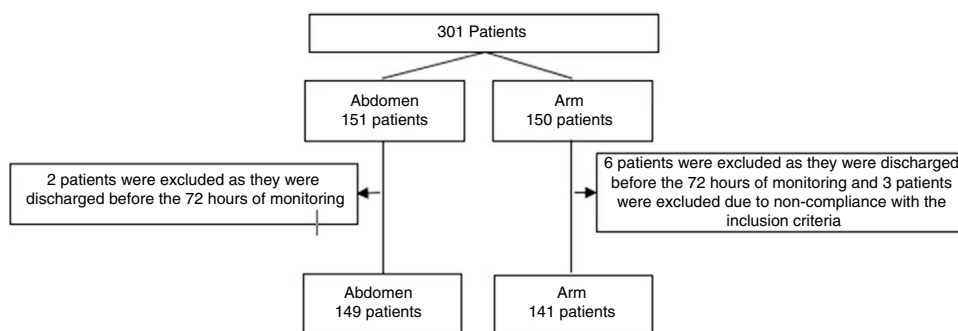 301 Patients
Abdomen
151 patients
Arm
150 patients
2 patients were excluded as they were
discharged before the 72 hours of monitoring
6 patients were excluded as they were discharged
before the 72 hours of monitoring and 3 patients
were excluded due to non-compliance with the
inclusion criteria
Abdomen
149 patients
Arm
141 patients